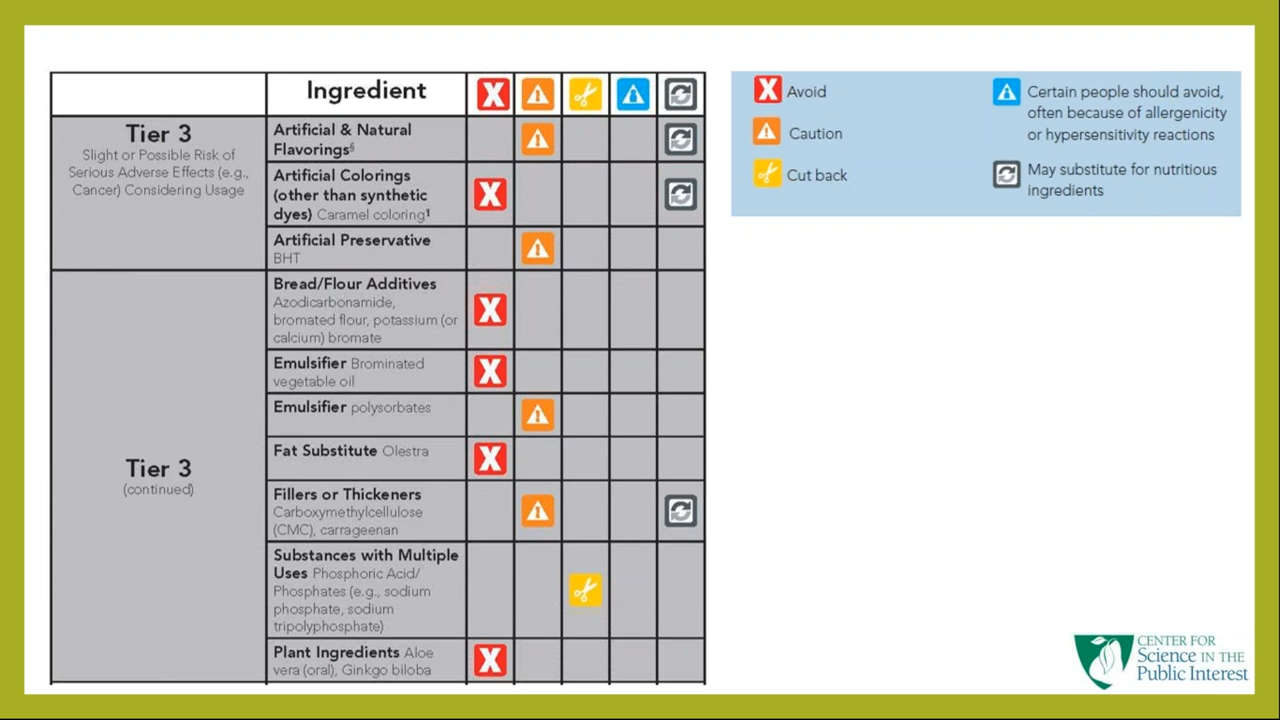 Ingredient
Tier 3
Slight or Possible Risk of
Serious Adverse Effects (e.g.,
Cancer) Considering Usage
Artificial & Natural
Flavorings§
Artificial Colorings
(other than synthetic
dyes) Caramel coloring¹
Artificial Preservative
BHT
Tier 3
(continued)
Bread/Flour Additives
Azodicarbonamide,
bromated flour, potassium (or
calcium) bromate
Emulsifier Brominated
vegetable oil
Emulsifier polysorbates
Fat Substitute Olestra
Fillers or Thickeners
Carboxymethylcellulose
(CMC), carrageenan
Substances with Multiple
Uses Phosphoric Acid/
Phosphates (e.g., sodium
phosphate, sodium
tripolyphosphate)
Plant Ingredients Aloe
vera (oral), Ginkgo biloba
Avoid
Caution
Cut back
Certain people should avoid,
often because of allergenicity
or hypersensitivity reactions
May substitute for nutritious
ingredients
CENTER FOR
Science IN THE
Public Interest